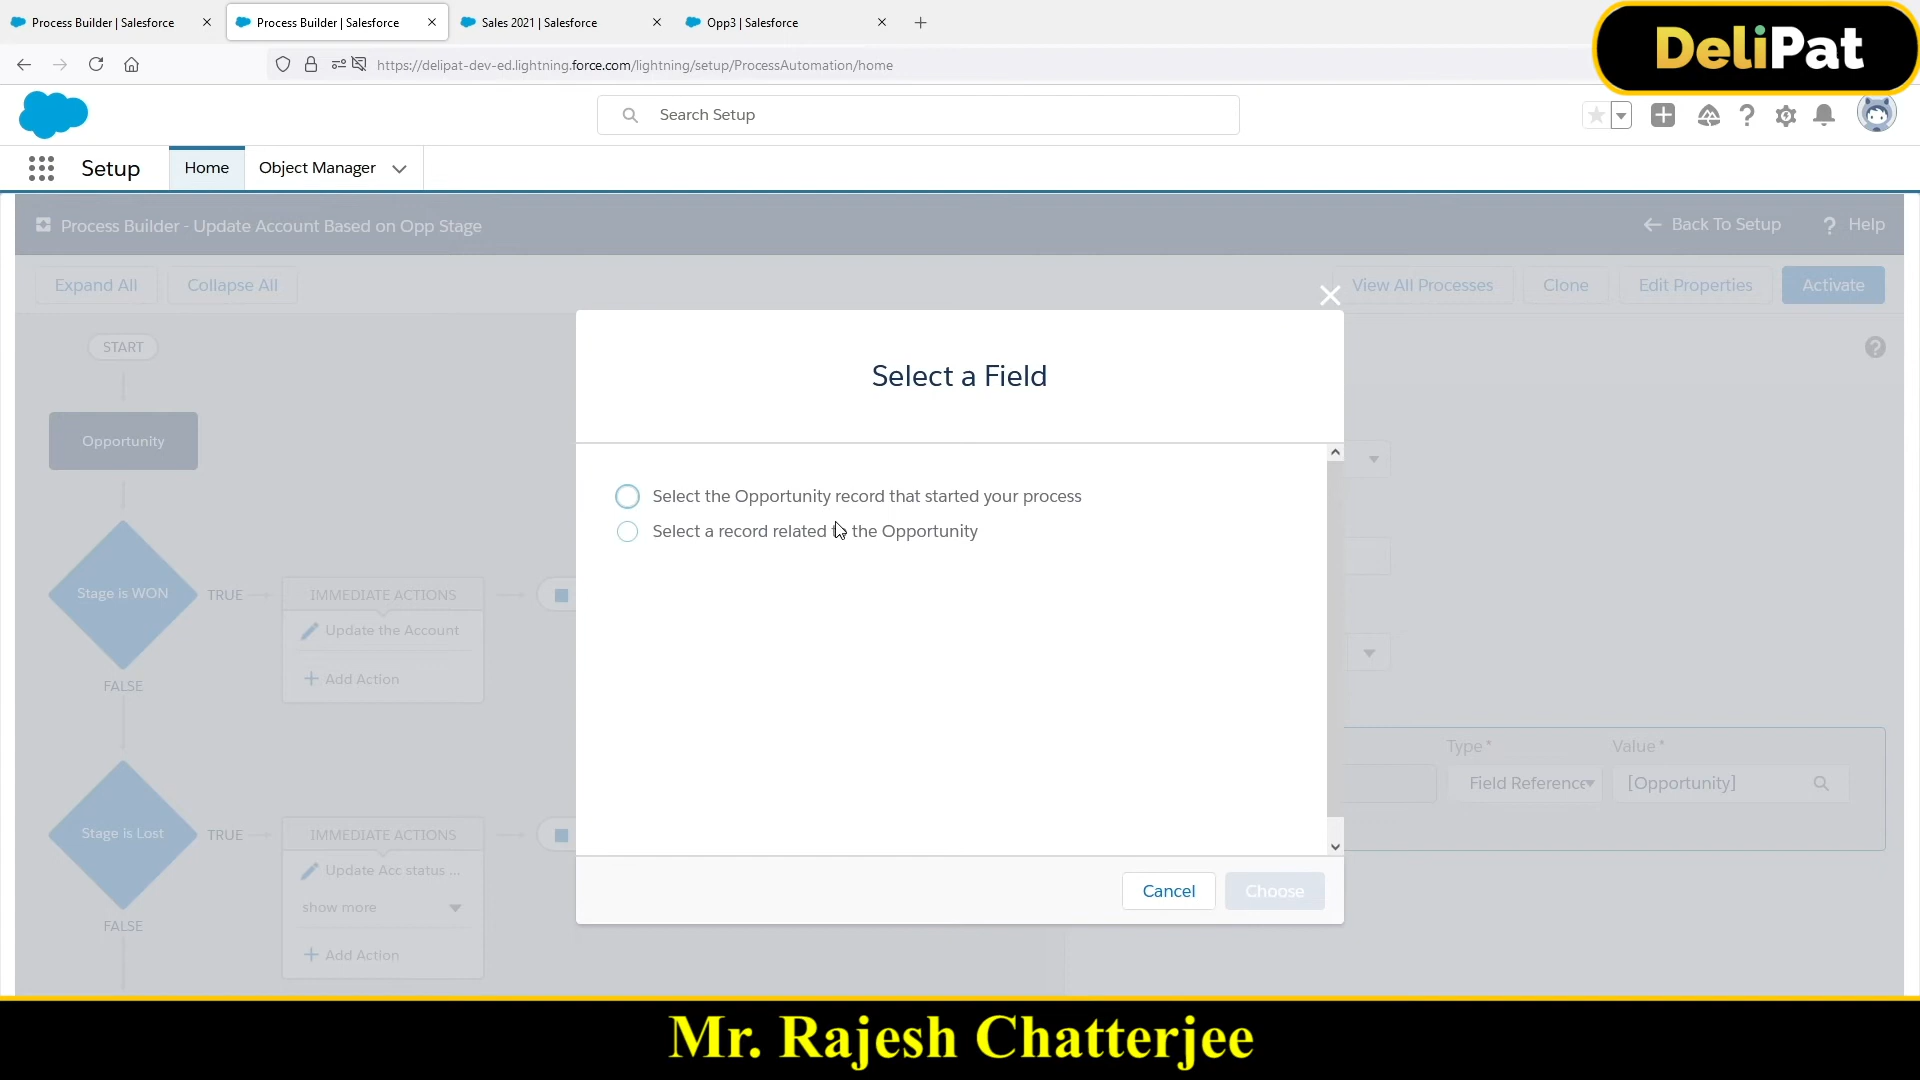 Process Builder | Salesforce
Process Builder | Salesforce
Sales 2021 | Salesforce
Opp3 | Salesforce
https://delipat-dev-ed.lightning.force.com/lightning/setup/ProcessAutomation/home
DeliPat
Search Setup
Setup
Home
Object Manager
Process Builder - Update Account Based on Opp Stage
Back To Setup
? Help
Expand All
Collapse All
View All Processes
Clone
Edit Properties
Activate
START
Opportunity
Stage is WON
TRUE
IMMEDIATE ACTIONS
Update the Account
+ Add Action
FALSE
Stage is Lost
TRUE
IMMEDIATE ACTIONS
Update Acc status ...
show more
+ Add Action
FALSE
Select a Field
Select the Opportunity record that started your process
Select a record related to the Opportunity
Cancel
Choose
Type *
Value *
Field Reference
[Opportunity]
Mr. Rajesh Chatterjee